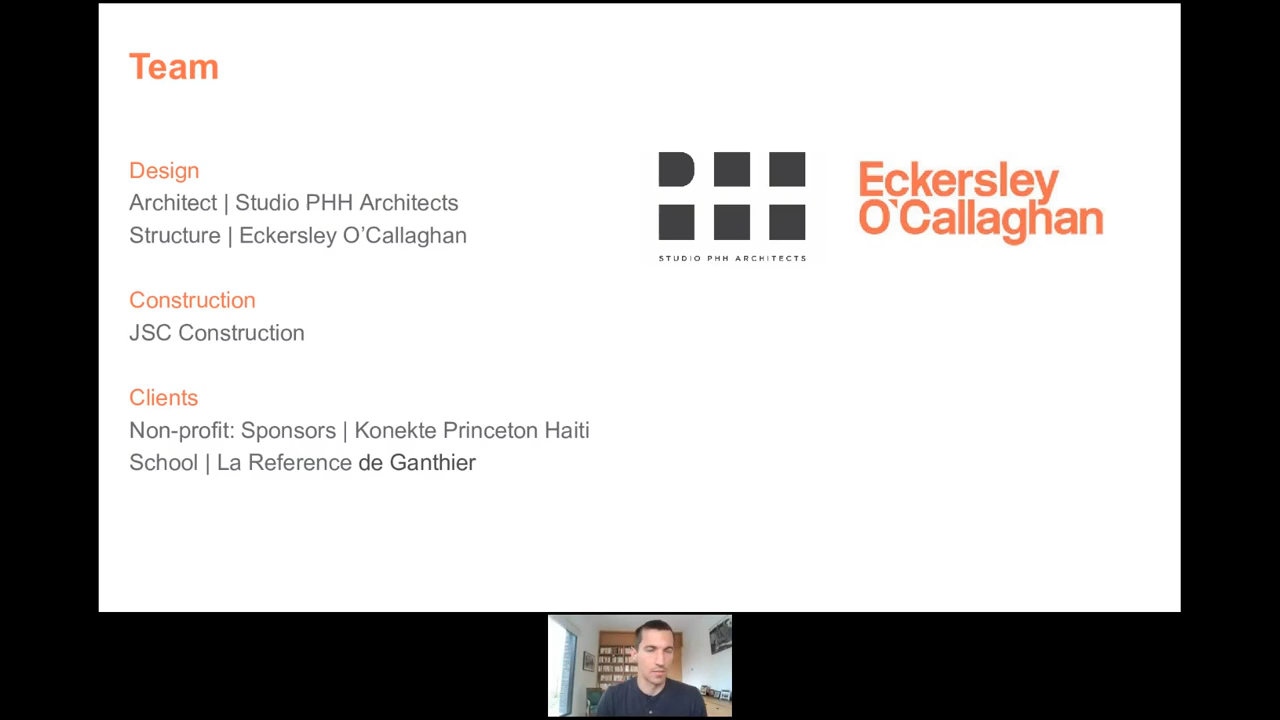 Team
Design
Architect | Studio PHH Architects
Structure | Eckersley O’Callaghan
Construction
JSC Construction
Clients
Non-profit: Sponsors | Konekte Princeton Haiti
School | La Reference de Ganthier
STUDIO PHH ARCHITECTS
Eckersley
O'Callaghan